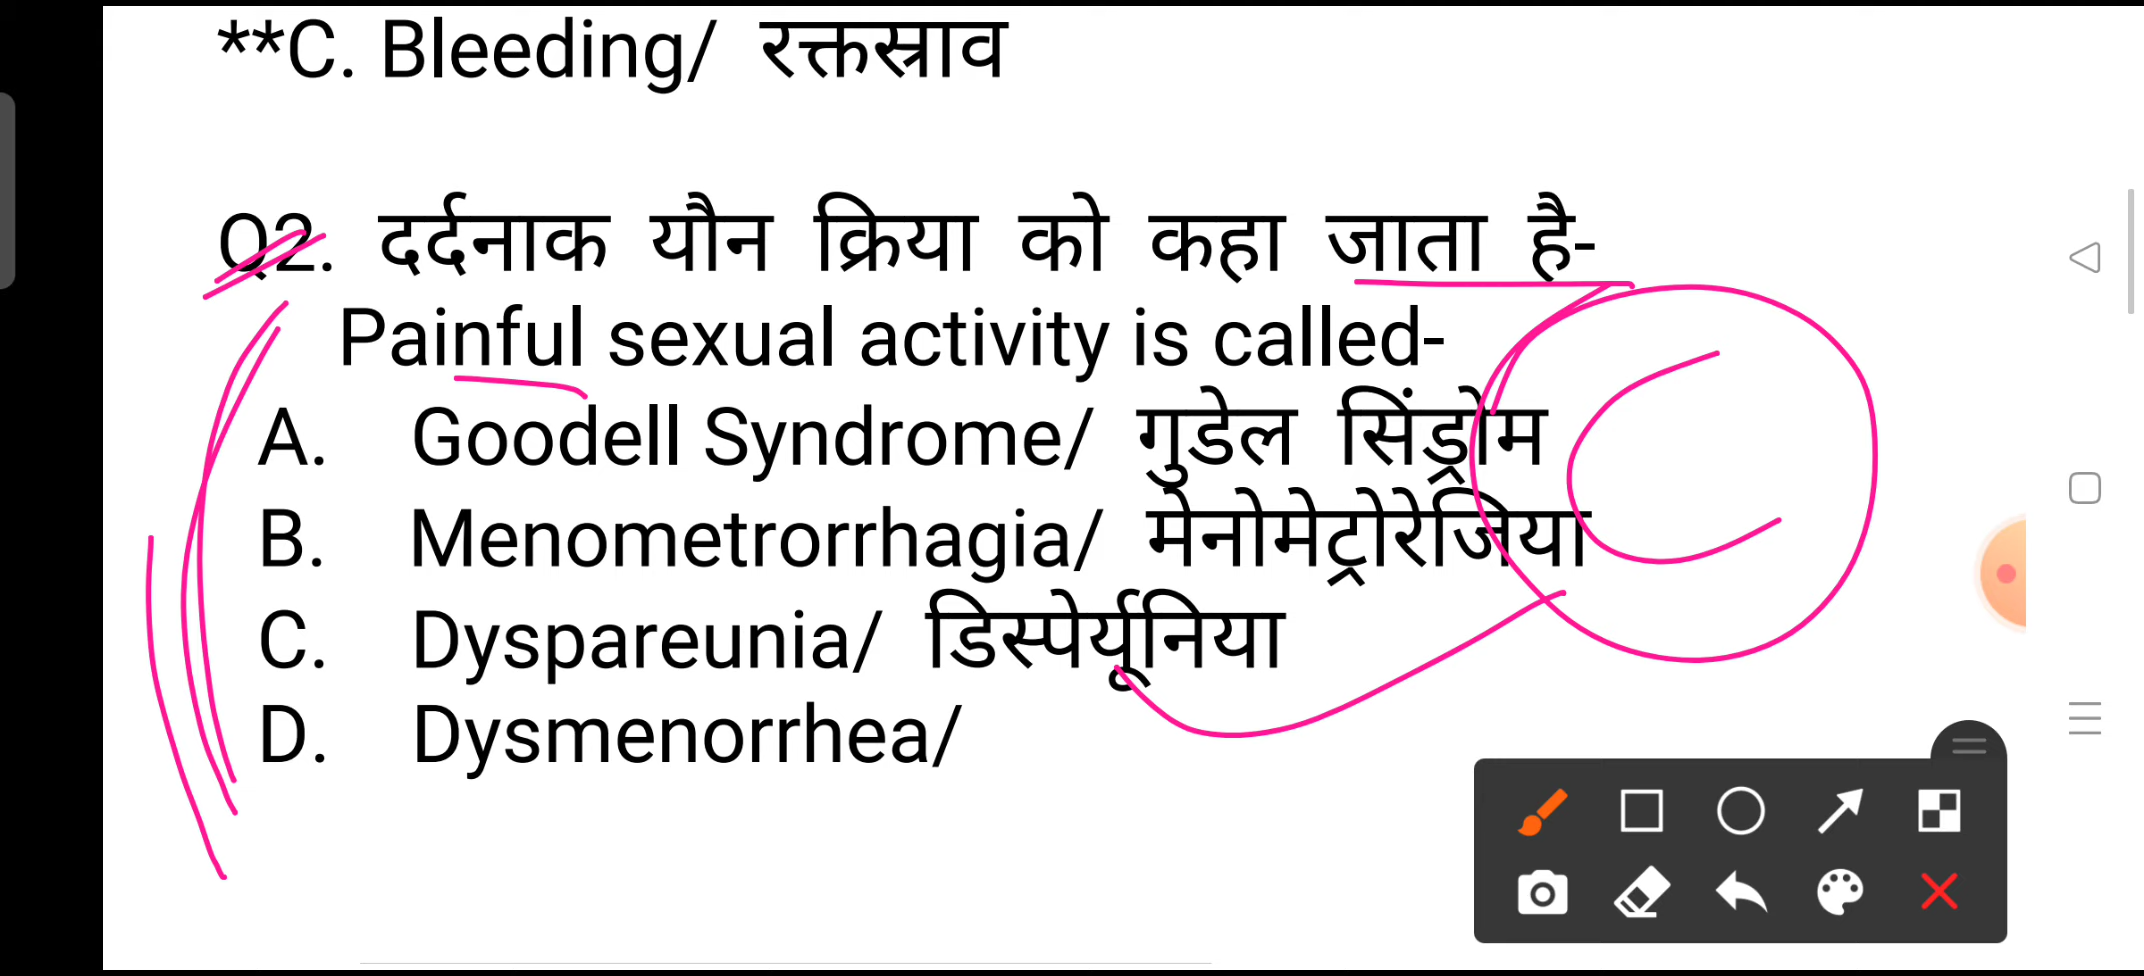 **C. Bleeding/ रक्तस्राव
Q2. दर्दनाक यौन क्रिया को कहा जाता है-
Painful sexual activity is called-
A. Goodell Syndrome/ गुडेल सिंड्रोम
B. Menometrorrhagia/ मेनोमेट्रोरेजिया
C. Dyspareunia/ डिस्पेर्यूनिया
D. Dysmenorrhea/
C